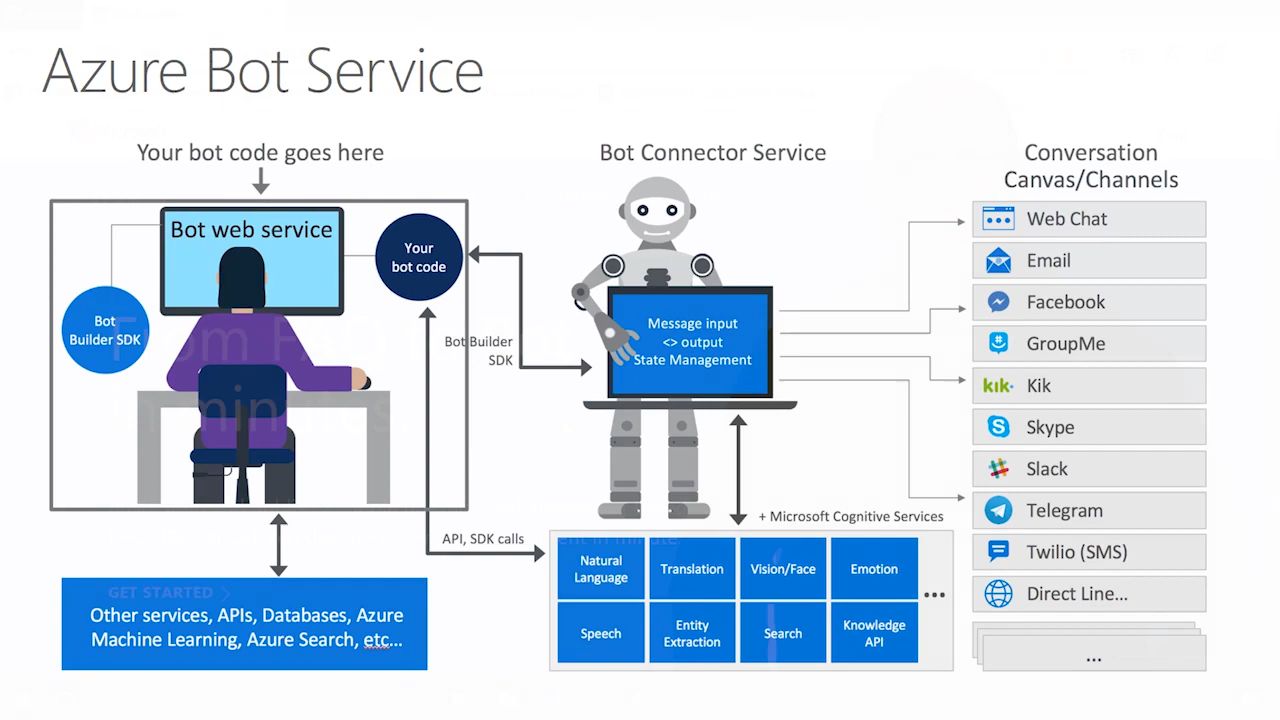 Azure Bot Service
Your bot code goes here
Bot web service
Your
bot code
Bot
Builder SDK
Bot Builder
SDK
API, SDK calls
GET STARTED
Other services, APIs, Databases, Azure
Machine Learning, Azure Search, etc...
Bot Connector Service
Message input
<> output
State Management
+ Microsoft Cognitive Services
Natural
Language
Translation
Vision/Face
Emotion
...
Speech
Entity
Extraction
Search
Knowledge
API
Conversation
Canvas/Channels
Web Chat
Email
Facebook
GroupMe
kik.
Kik
Skype
Slack
Telegram
Twilio (SMS)
Direct Line...
...